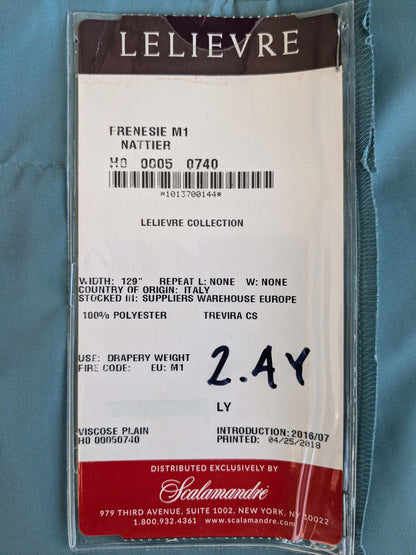 LELIEVRE
FRENESIE M1
NATTIER
HO 0005 0740
*1013700144*
LELIEVRE COLLECTION
WIDTH: 129" REPEAT L: NONE W: NONE
COUNTRY OF ORIGIN: ITALY
STOCKED III: SUPPLIERS WAREHOUSE EUROPE
100% POLYESTER TREVIRA CS
USE: DRAPERY WEIGHT
FIRE CODE: EU: M1
2.4Y
LY
VISCOSE PLAIN INTRODUCTION: 2016/07
HO 00050740 PRINTED: 04/25/2018
DISTRIBUTED EXCLUSIVELY BY
Scalamandré
979 THIRD AVENUE, SUITE 1002, NEW YORK, NY 10022
1.800.932.4361 www.scalamandre.com